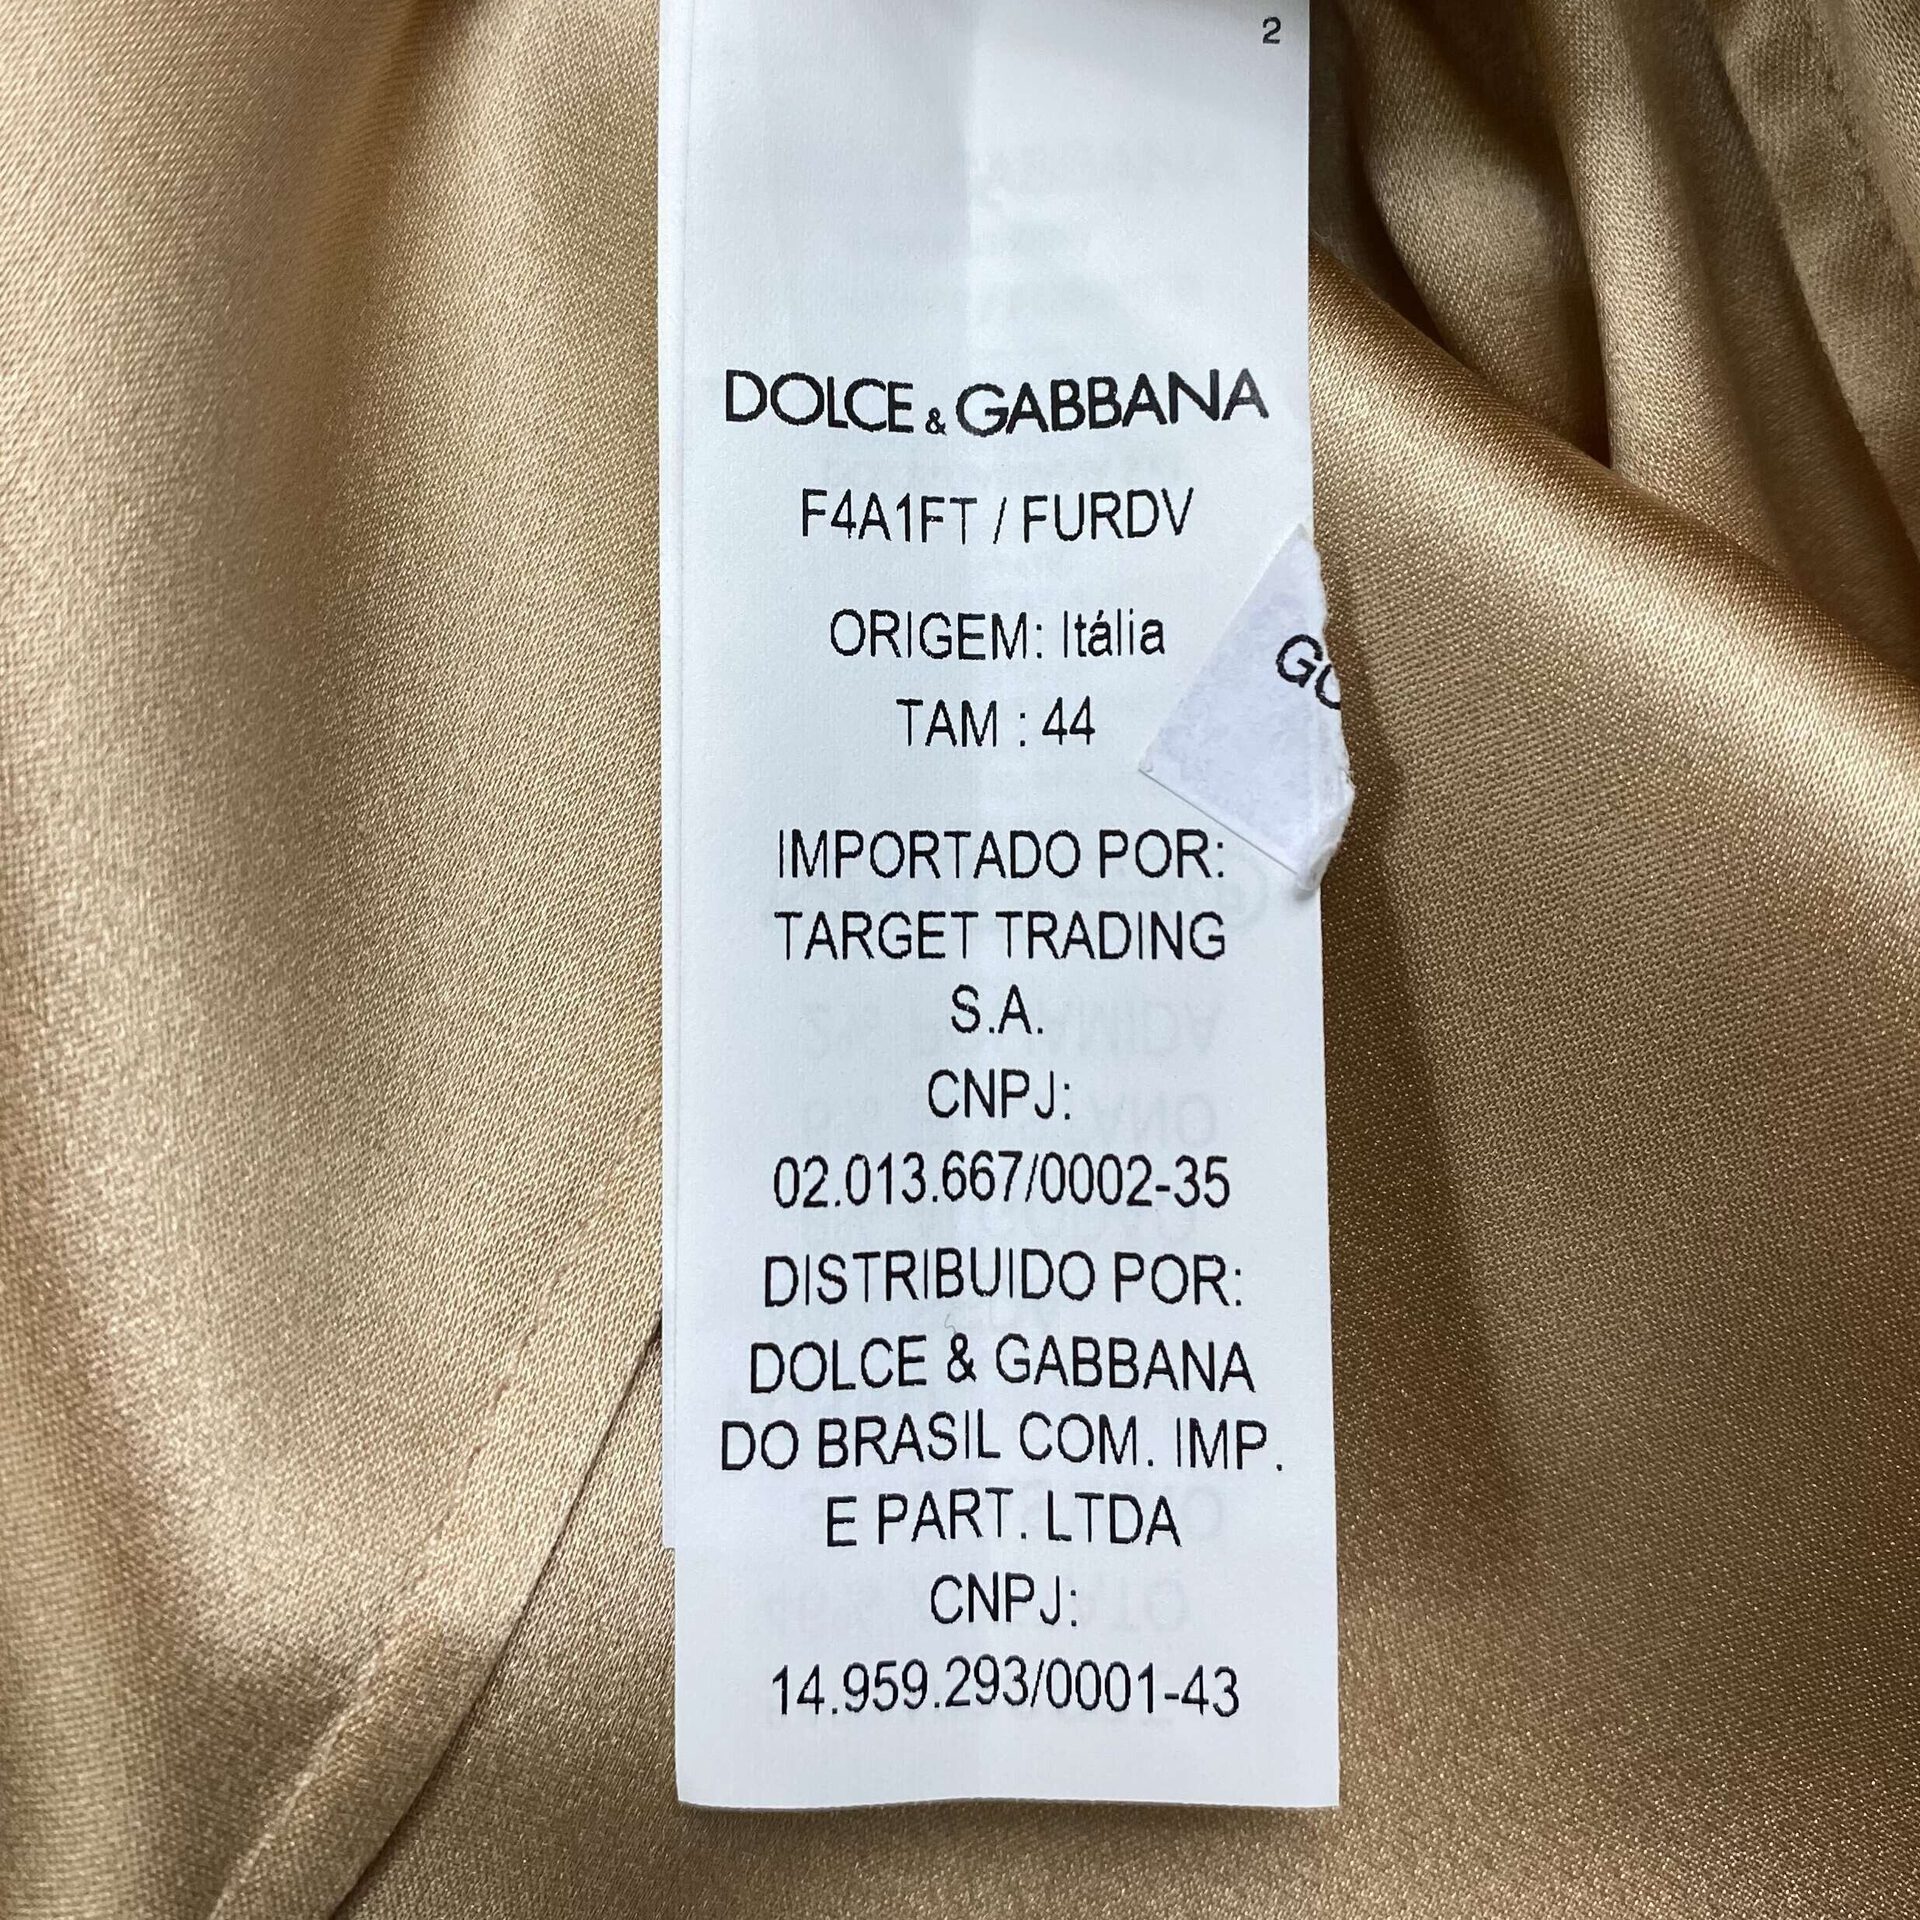 2
DOLCE & GABBANA
F4A1FT / FURDV
ORIGEM: Itália
TAM : 44
IMPORTADO POR:
TARGET TRADING
S.A.
CNPJ:
02.013.667/0002-35
DISTRIBUIDO POR:
DOLCE & GABBANA
DO BRASIL COM. IMP.
E PART. LTDA
CNPJ:
14.959.293/0001-43